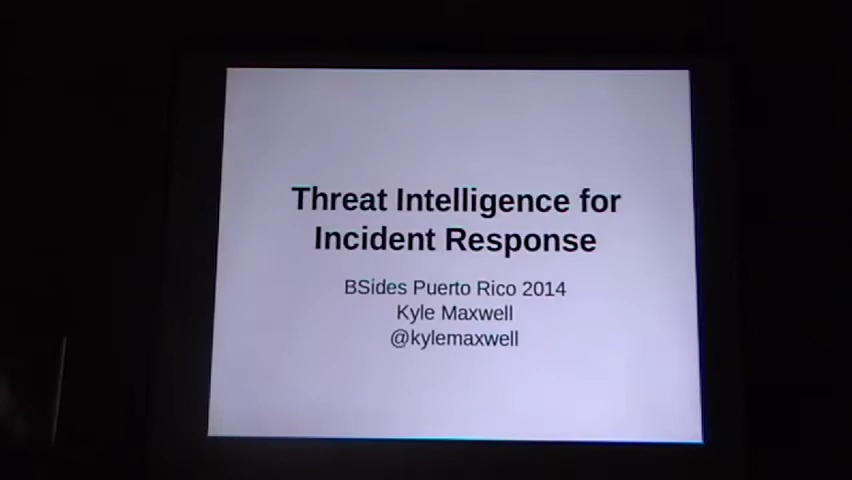 Threat Intelligence for
Incident Response
BSides Puerto Rico 2014
Kyle Maxwell
@kylemaxwell